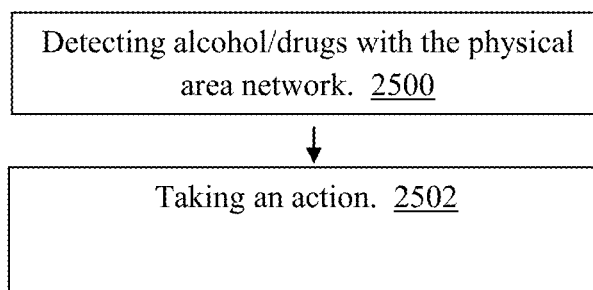 Detecting alcohol/drugs with the physical
area network. 2500
Taking an action. 2502